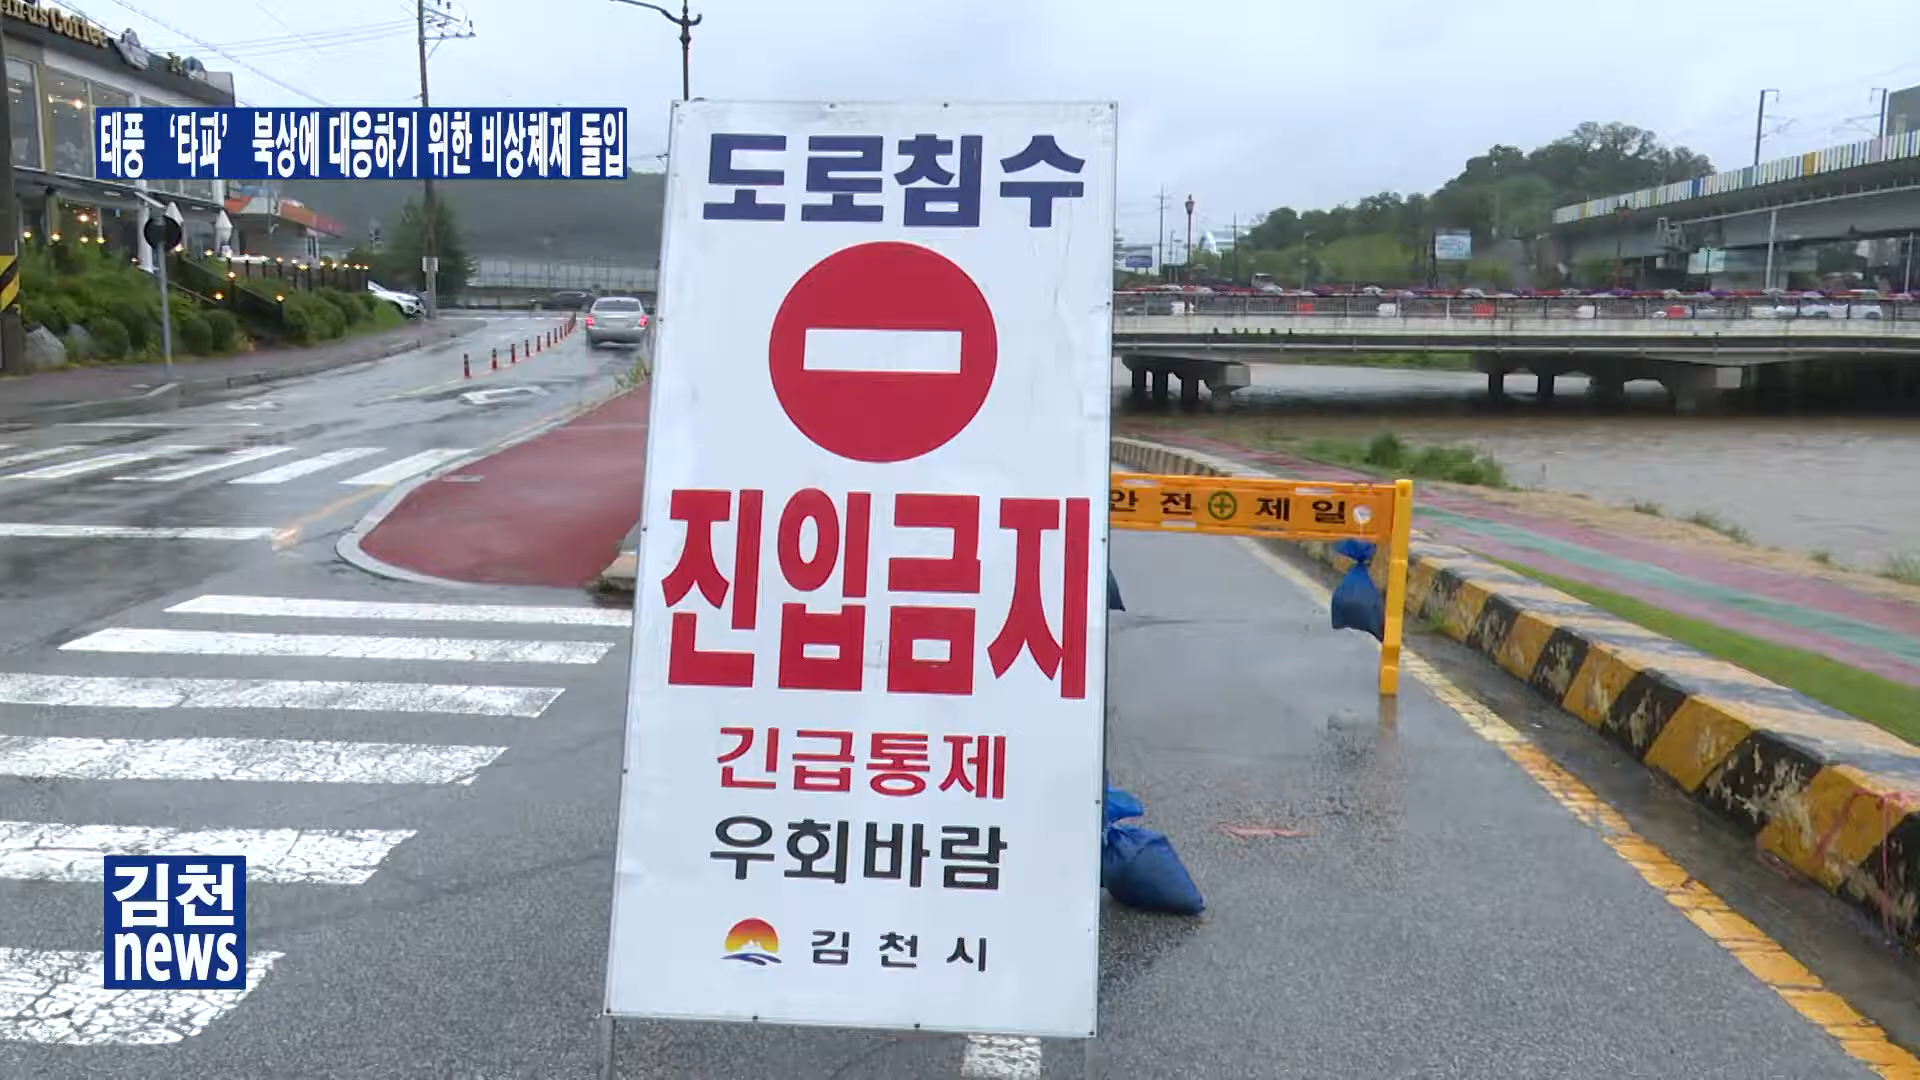 태풍 ‘타파’ 북상에 대응하기 위한 비상체제 돌입
도로침수
진입금지
긴급통제
우회바람
김천시
안전 제일
김천
news